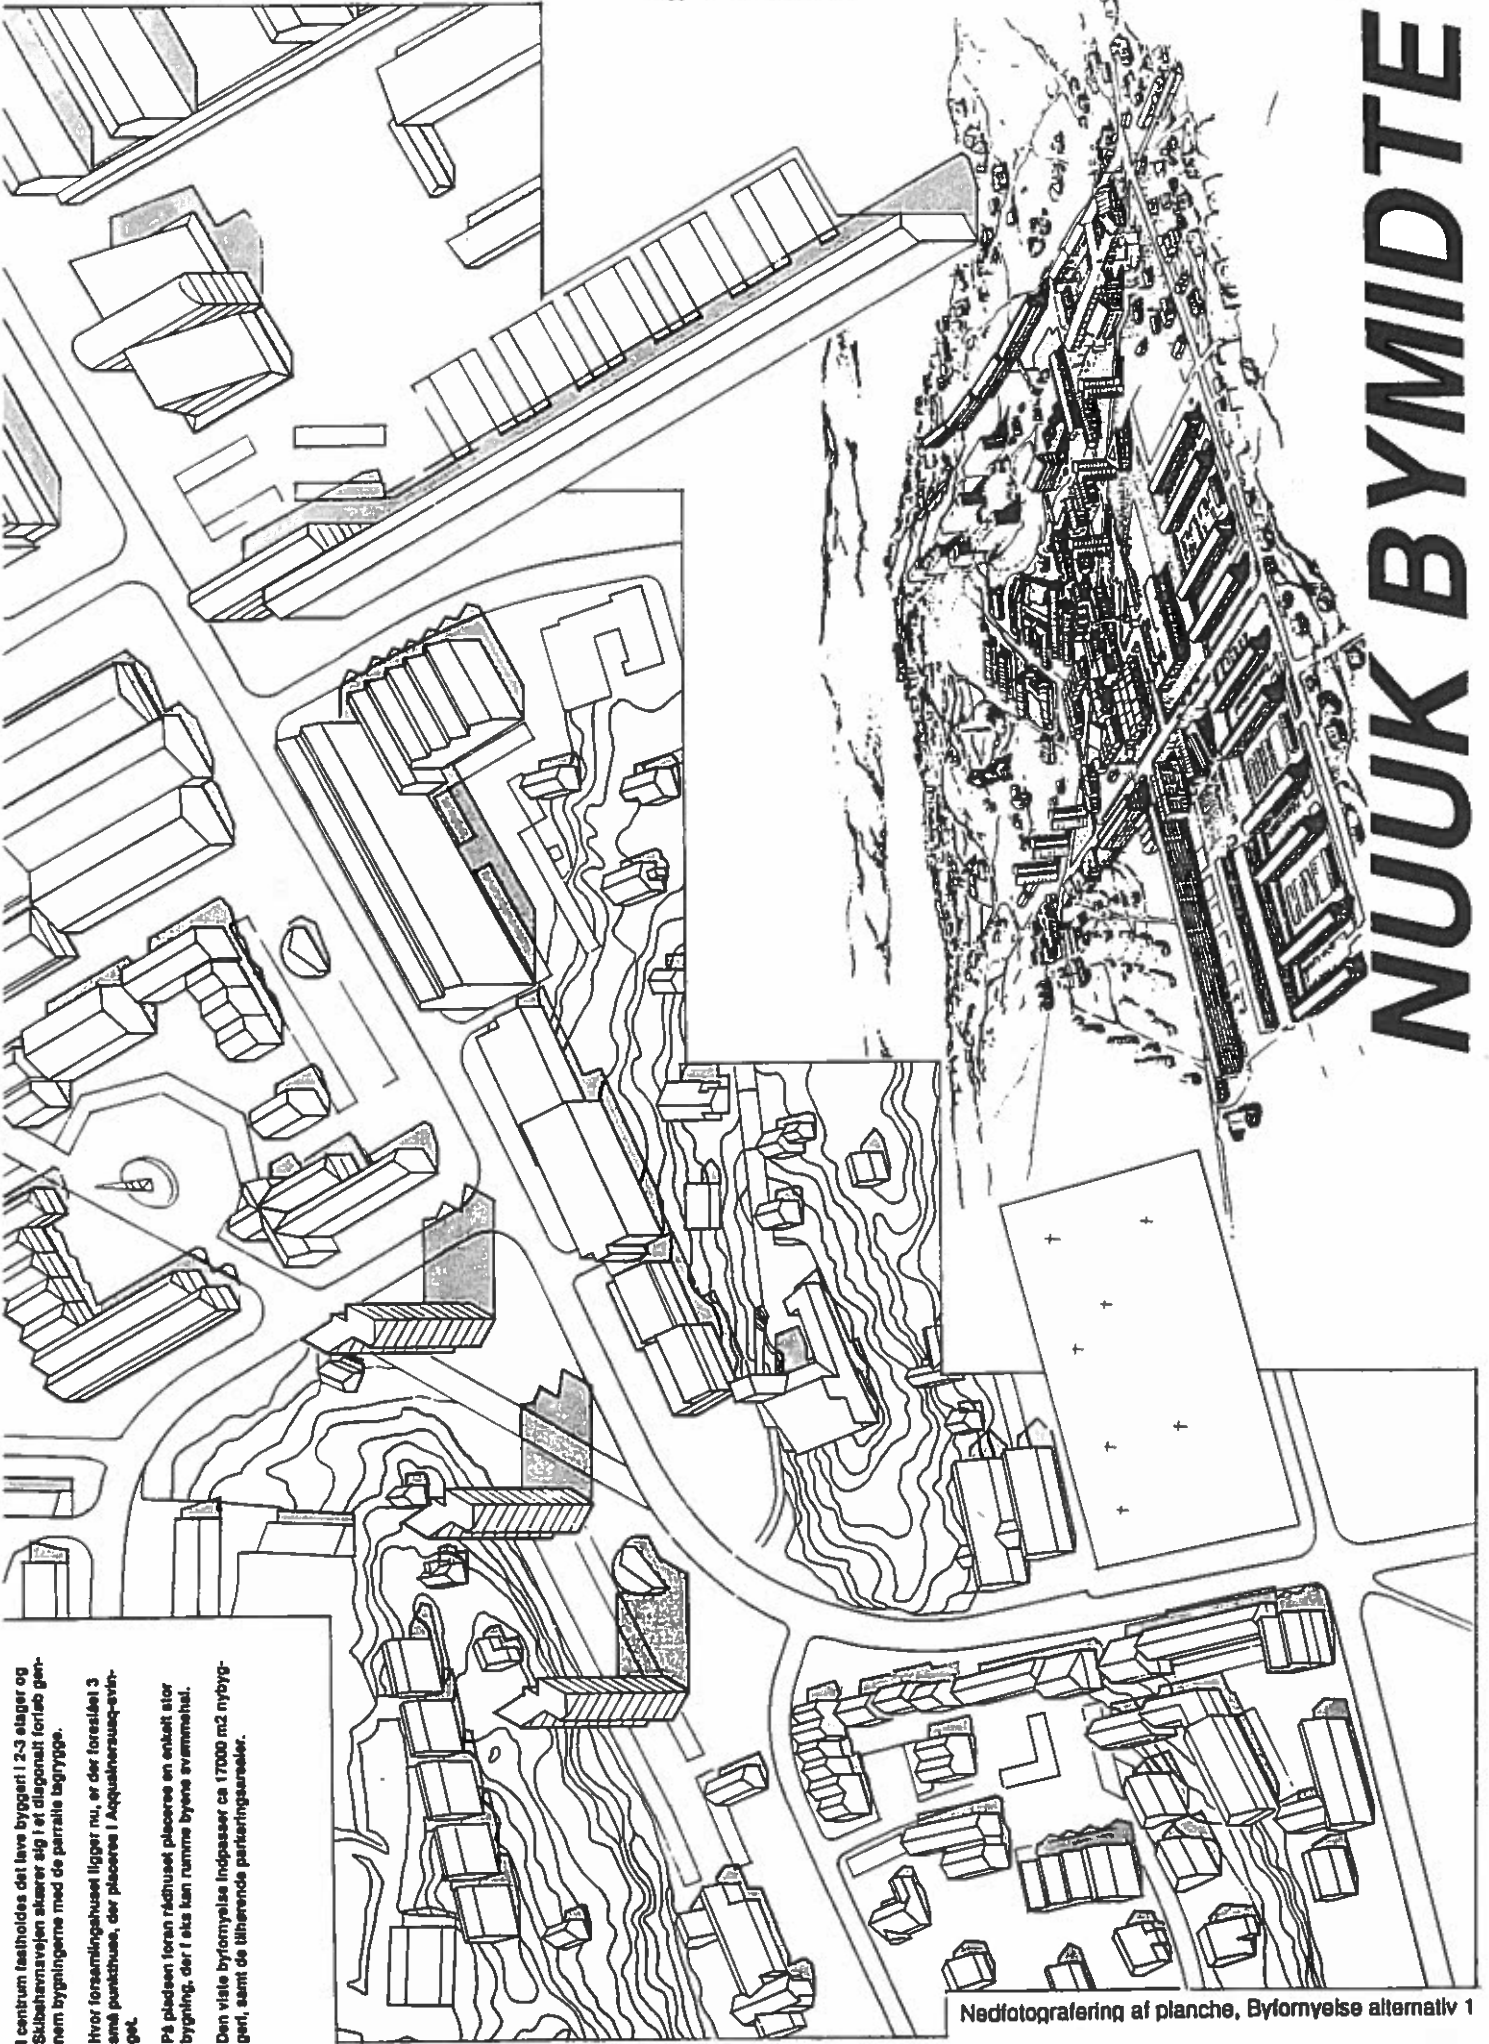 NUUK BYMIDTE
I centrum fastholdes det lave byggeri i 2-3 etager og
Skibshavnsvejen skærer sig i et diagonalt forløb gen-
nem bygningerne med de parralle tagrygge.
Hvor forsamlingshuset ligger nu, er der foreslået 3
små punkthuse, der placeres i Aqqusinersuaq-svin-
get.
På pladsen foran rådhuset placeres en enkelt stor
bygning, der f eks kan rumme byens svømmehal.
Den viste byfornyelse indpasser ca 17000 m2 nybyg-
geri, samt de tilhørende parkeringsarealer.
Nedfotografering af planche, Byfornyelse alternativ 1